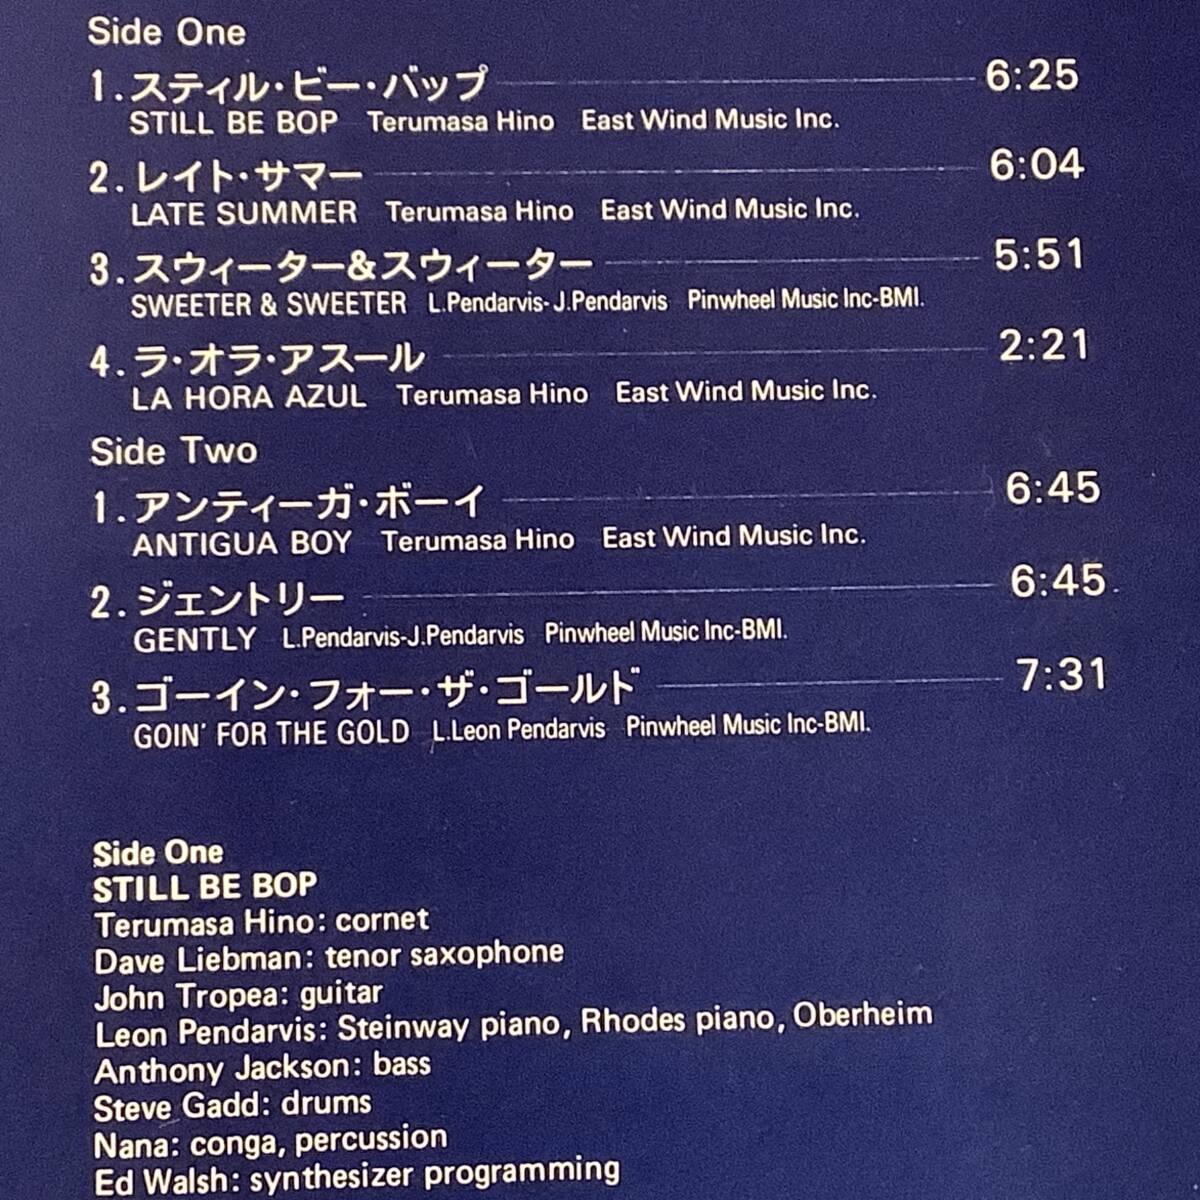 Side One
1.スティル・ビー・バップ 6:25
STILL BE BOP Terumasa Hino East Wind Music Inc.
2.レイト・サマー 6:04
LATE SUMMER Terumasa Hino East Wind Music Inc.
3.スウィーター&スウィーター 5:51
SWEETER & SWEETER L.Pendarvis-J.Pendarvis Pinwheel Music Inc-BMI.
4.ラ・オラ・アスール 2:21
LA HORA AZUL Terumasa Hino East Wind Music Inc.
Side Two
1.アンティーガ・ボーイ 6:45
ANTIGUA BOY Terumasa Hino East Wind Music Inc.
2.ジェントリー 6:45
GENTLY L.Pendarvis-J.Pendarvis Pinwheel Music Inc-BMI.
3.ゴーイン・フォー・ザ・ゴールド 7:31
GOIN' FOR THE GOLD L.Leon Pendarvis Pinwheel Music Inc-BMI.
Side One
STILL BE BOP
Terumasa Hino: cornet
Dave Liebman: tenor saxophone
John Tropea: guitar
Leon Pendarvis: Steinway piano, Rhodes piano, Oberheim
Anthony Jackson: bass
Steve Gadd: drums
Nana: conga, percussion
Ed Walsh: synthesizer programming